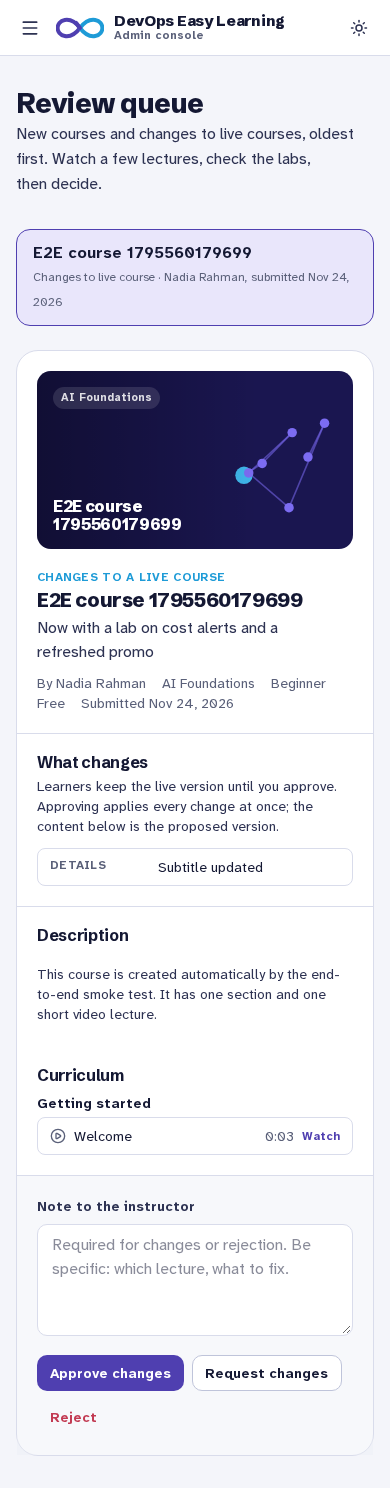 DevOps Easy Learning
Admin console
Review queue
New courses and changes to live courses, oldest
first. Watch a few lectures, check the labs,
then decide.
E2E course 1795560179699
Changes to live course · Nadia Rahman, submitted Nov 24,
2026
AI Foundations
E2E course
1795560179699
CHANGES TO A LIVE COURSE
E2E course 1795560179699
Now with a lab on cost alerts and a
refreshed promo
By Nadia Rahman AI Foundations Beginner
Free Submitted Nov 24, 2026
What changes
Learners keep the live version until you approve.
Approving applies every change at once; the
content below is the proposed version.
DETAILS Subtitle updated
Description
This course is created automatically by the end-
to-end smoke test. It has one section and one
short video lecture.
Curriculum
Getting started
Welcome 0:03 Watch
Note to the instructor
Required for changes or rejection. Be
specific: which lecture, what to fix.
Approve changes Request changes
Reject